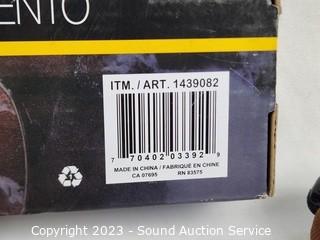 ENTO
ITM. / ART. 1439082
7 70402 03392 9
MADE IN CHINA / FABRIQUÉ EN CHINE
CA 07695 RN 83575
Copyright 2023 - Sound Auction Service